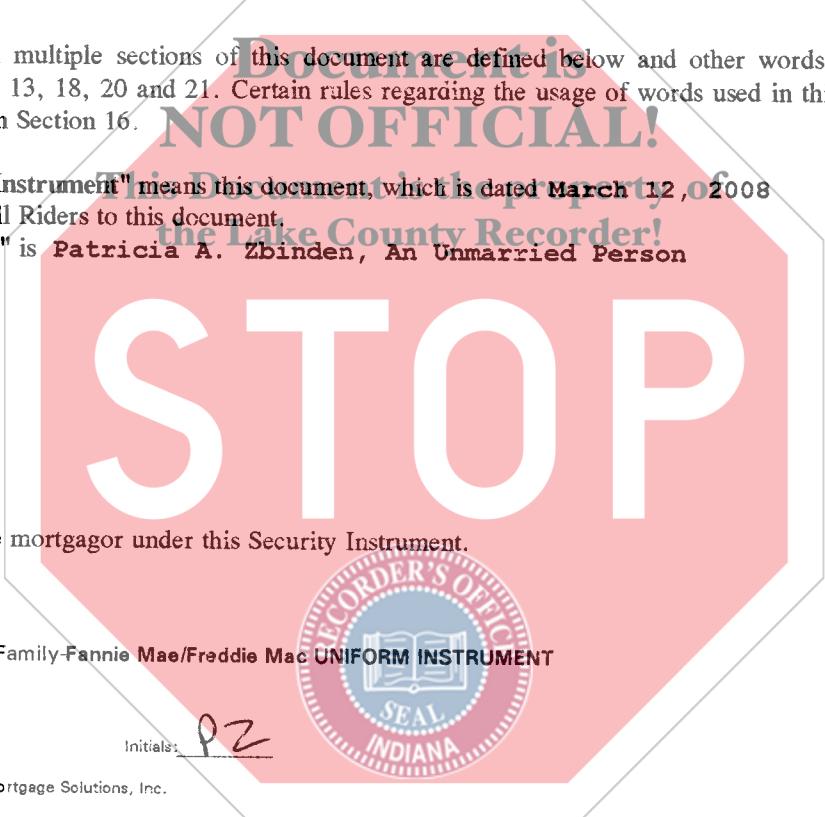 Document is
multiple sections of this document are defined below and other words
13, 18, 20 and 21. Certain rules regarding the usage of words used in
Section 16.
NOT OFFICIAL!
Instrument" means this document, which is dated March 12, 2008
This Document is the property of
Riders to this document.
the Lake County Recorder!
" is Patricia A. Zbinden, An Unmarried Person
STOP
mortgagor under this Security Instrument.
RECORDER'S OFFICE
Family-Fannie Mae/Freddie Mac UNIFORM INSTRUMENT
SEAL
INDIANA
Initials: PZ
Solutions, Inc.